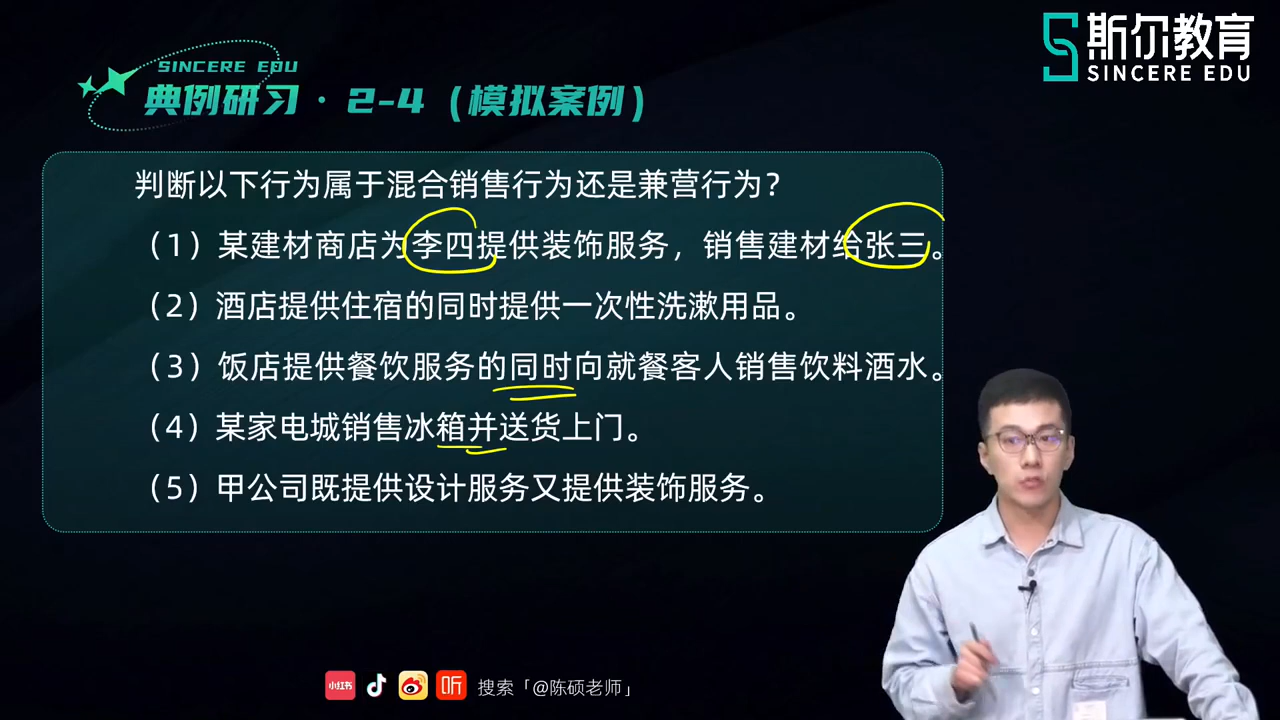 斯尔教育
SINCERE EDU
SINCERE EDU
典例研习·2-4（模拟案例）
判断以下行为属于混合销售行为还是兼营行为？
（1）某建材商店为李四提供装饰服务，销售建材给张三。
（2）酒店提供住宿的同时提供一次性洗漱用品。
（3）饭店提供餐饮服务的同时向就餐客人销售饮料酒水。
（4）某家电城销售冰箱并送货上门。
（5）甲公司既提供设计服务又提供装饰服务。
小红书 听 搜索「@陈硕老师」